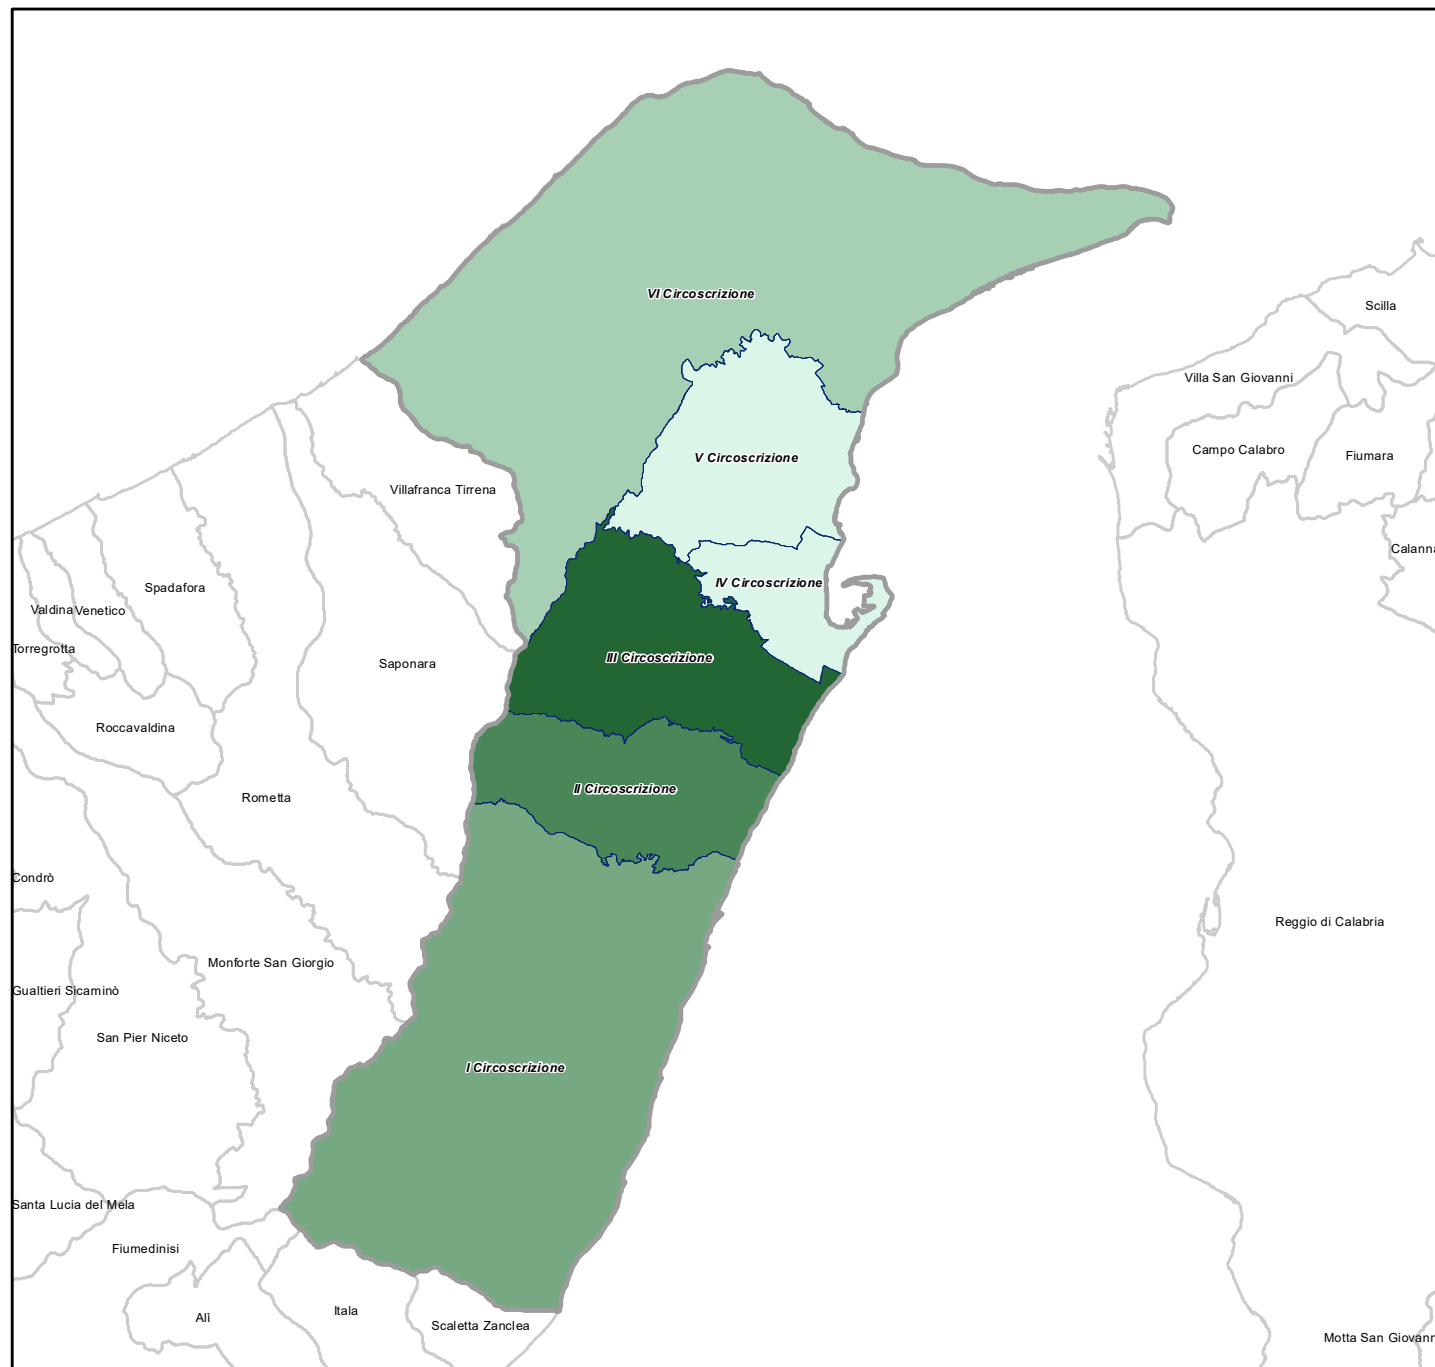 VI Circoscrizione
Scilla
Villa San Giovanni
Campo Calabro
Fiumara
V Circoscrizione
Villafranca Tirrena
Calanna
IV Circoscrizione
Spadafora
Valdina
Venetico
Torregrotta
III Circoscrizione
Saponara
Roccavaldina
II Circoscrizione
Rometta
Condrò
Reggio di Calabria
Monforte San Giorgio
Gualtieri Sicaminò
San Pier Niceto
I Circoscrizione
Santa Lucia del Mela
Fiumedinisi
Itala
Alì
Scaletta Zanclea
Motta San Giovann